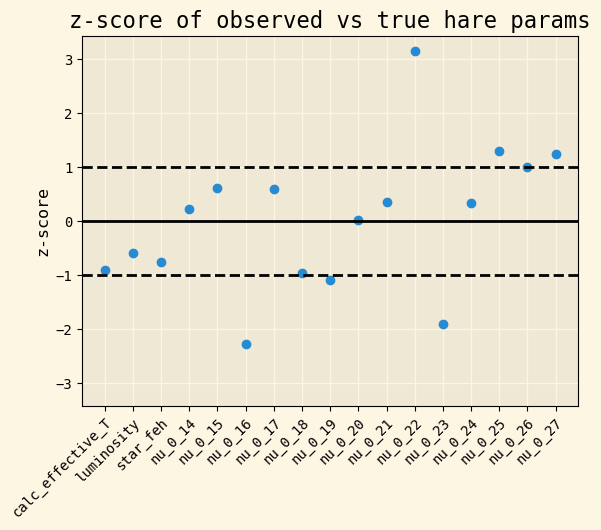 z-score of observed vs true hare params
z-score
3
2
1
0
−1
−2
−3
calc_effective_T
luminosity
star_feh
nu_0_14
nu_0_15
nu_0_16
nu_0_17
nu_0_18
nu_0_19
nu_0_20
nu_0_21
nu_0_22
nu_0_23
nu_0_24
nu_0_25
nu_0_26
nu_0_27